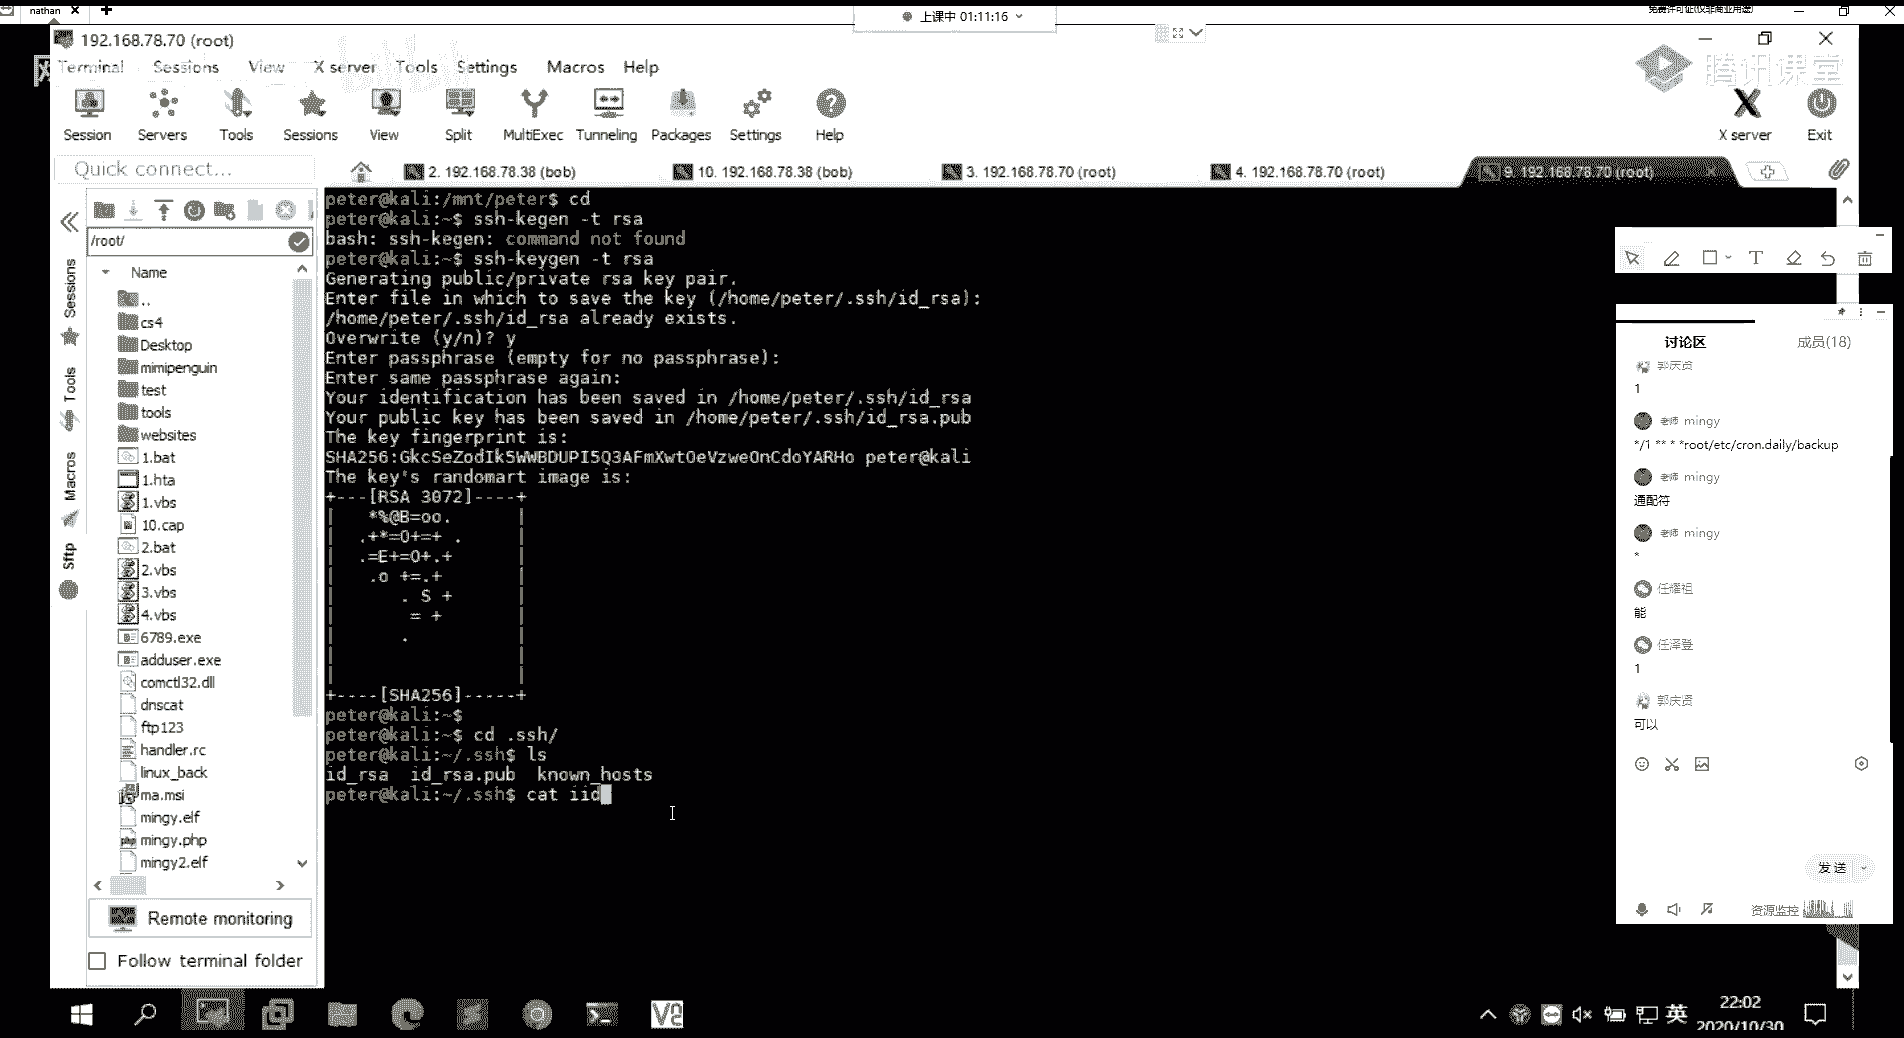 nathan
上课中 01:11:16
免费许可证(仅非商业用途)
192.168.78.70 (root)
Terminal Sessions View X server Tools Settings Macros Help
腾讯课堂
Session Servers Tools Sessions View Split MultiExec Tunneling Packages Settings Help
X server Exit
Quick connect...
2. 192.168.78.38 (bob)
10. 192.168.78.38 (bob)
3. 192.168.78.70 (root)
4. 192.168.78.70 (root)
9. 192.168.78.70 (root)
Sessions
Tools
Macros
Sftp
/root/
Name
..
cs4
Desktop
mimipenguin
test
tools
websites
1.bat
1.hta
1.vbs
10.cap
2.bat
2.vbs
3.vbs
4.vbs
6789.exe
adduser.exe
comctl32.dll
dnscat
ftp123
handler.rc
linux_back
ma.msi
mingy.elf
mingy.php
mingy2.elf
Remote monitoring
Follow terminal folder
peter@kali:/mnt/peter$ cd
peter@kali:~$ ssh-kegen -t rsa
bash: ssh-kegen: command not found
peter@kali:~$ ssh-keygen -t rsa
Generating public/private rsa key pair.
Enter file in which to save the key (/home/peter/.ssh/id_rsa):
/home/peter/.ssh/id_rsa already exists.
Overwrite (y/n)? y
Enter passphrase (empty for no passphrase):
Enter same passphrase again:
Your identification has been saved in /home/peter/.ssh/id_rsa
Your public key has been saved in /home/peter/.ssh/id_rsa.pub
The key fingerprint is:
SHA256:GkcSeZodIk5WWBDUPI5Q3AFmXwtOeVzweOnCdoYARHo peter@kali
The key's randomart image is:
+---[RSA 3072]----+
|   *%@B=oo.      |
|  .+*=O+=+ .     |
|  .=E+=O+.+      |
|   .o +=.+       |
|      . S +      |
|       = +       |
|      .          |
|                 |
|                 |
+----[SHA256]-----+
peter@kali:~$
peter@kali:~$ cd .ssh/
peter@kali:~/.ssh$ ls
id_rsa  id_rsa.pub  known_hosts
peter@kali:~/.ssh$ cat iid
讨论区 成员(18)
郭庆贤
1
老师 mingy
*/1 ** * *root/etc/cron.daily/backup
老师 mingy
通配符
老师 mingy
*
任耀祖
能
任泽登
1
郭庆贤
可以
发送
资源监控
英
22:02
2020/10/30